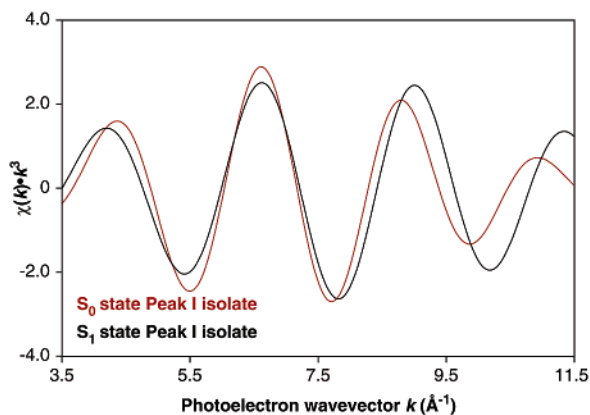 4.0
2.0
0
-2.0
-4.0
χ(k)•k³
S₀ state Peak I isolate
S₁ state Peak I isolate
3.5 5.5 7.5 9.5 11.5
Photoelectron wavevector k (Å⁻¹)